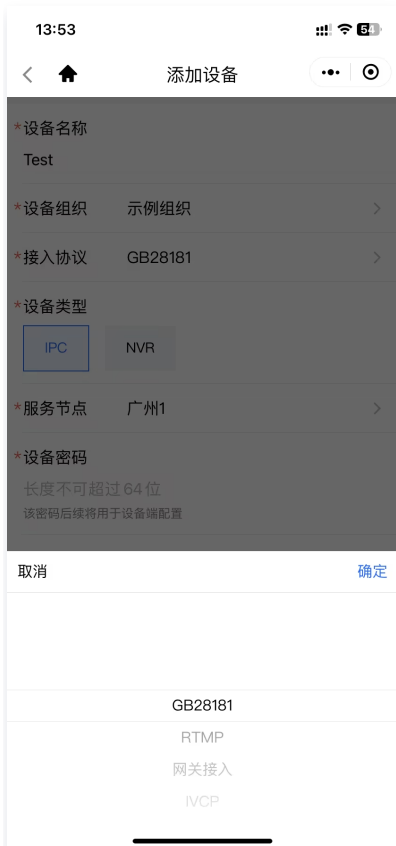 13:53
54
添加设备
*设备名称
Test
*设备组织 示例组织
*接入协议 GB28181
*设备类型
IPC NVR
*服务节点 广州1
*设备密码
长度不可超过64位
该密码后续将用于设备端配置
取消 确定
GB28181
RTMP
网关接入
IVCP